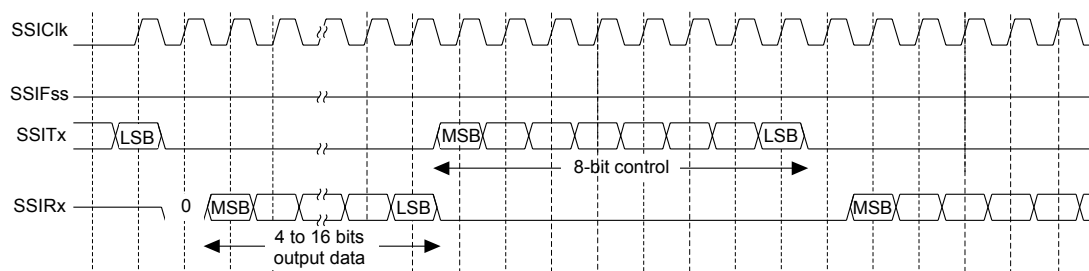 SSIClk
SSIFss
SSITx
LSB
MSB
LSB
8-bit control
SSIRx
0
MSB
LSB
MSB
4 to 16 bits
output data